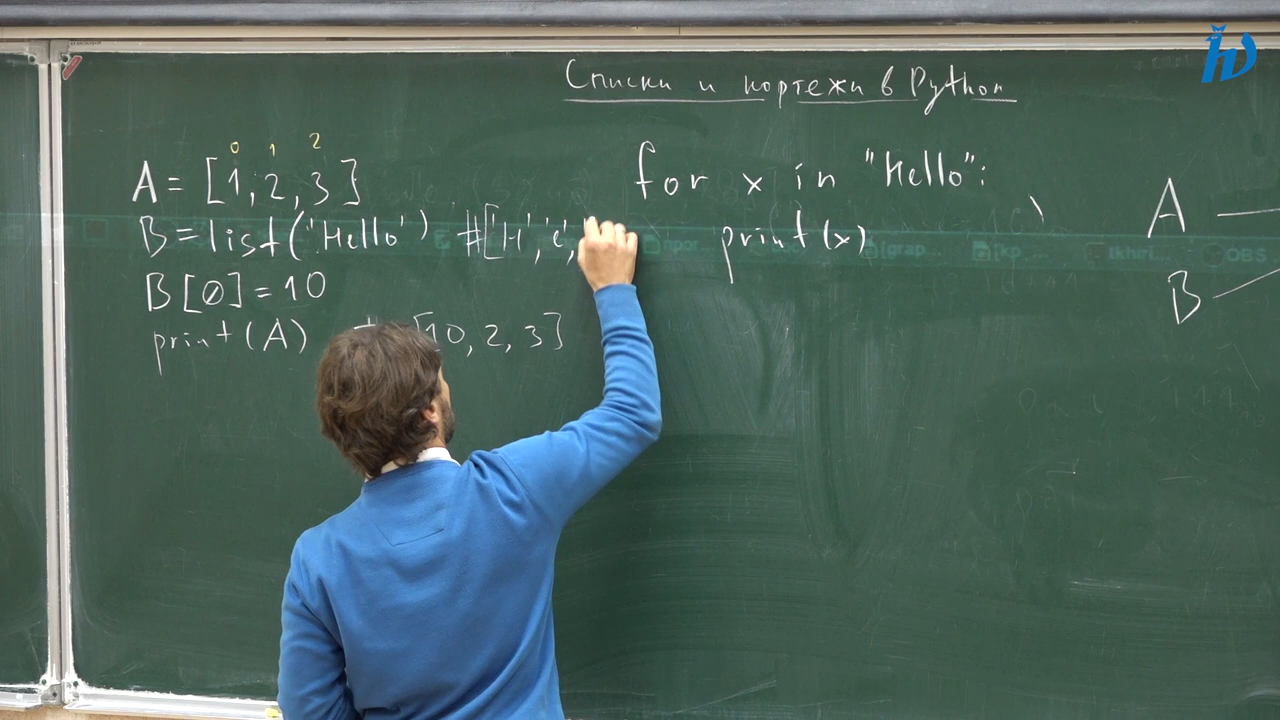 Списки и кортежи в Python
0 1 2
A = [1, 2, 3]
B = list('Hello') #['H', 'e',
B[0] = 10
print(A) [10, 2, 3]
for x in "Hello":
print(x)
A
B